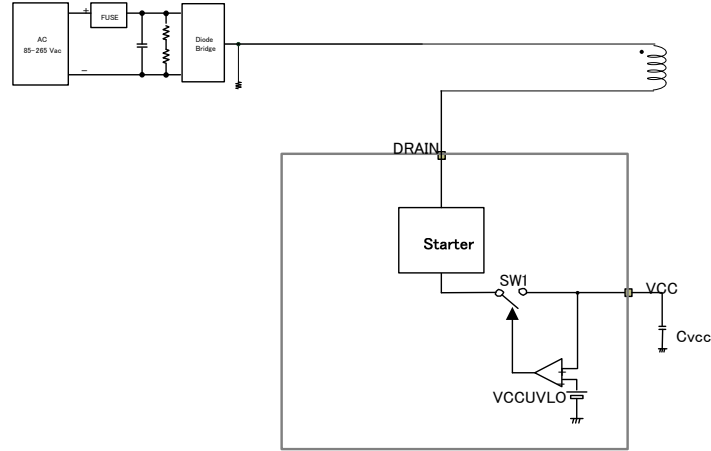 AC
85-265 Vac
+
−
FUSE
Diode
Bridge
DRAIN
Starter
SW1
VCC
Cvcc
+
VCCUVLO